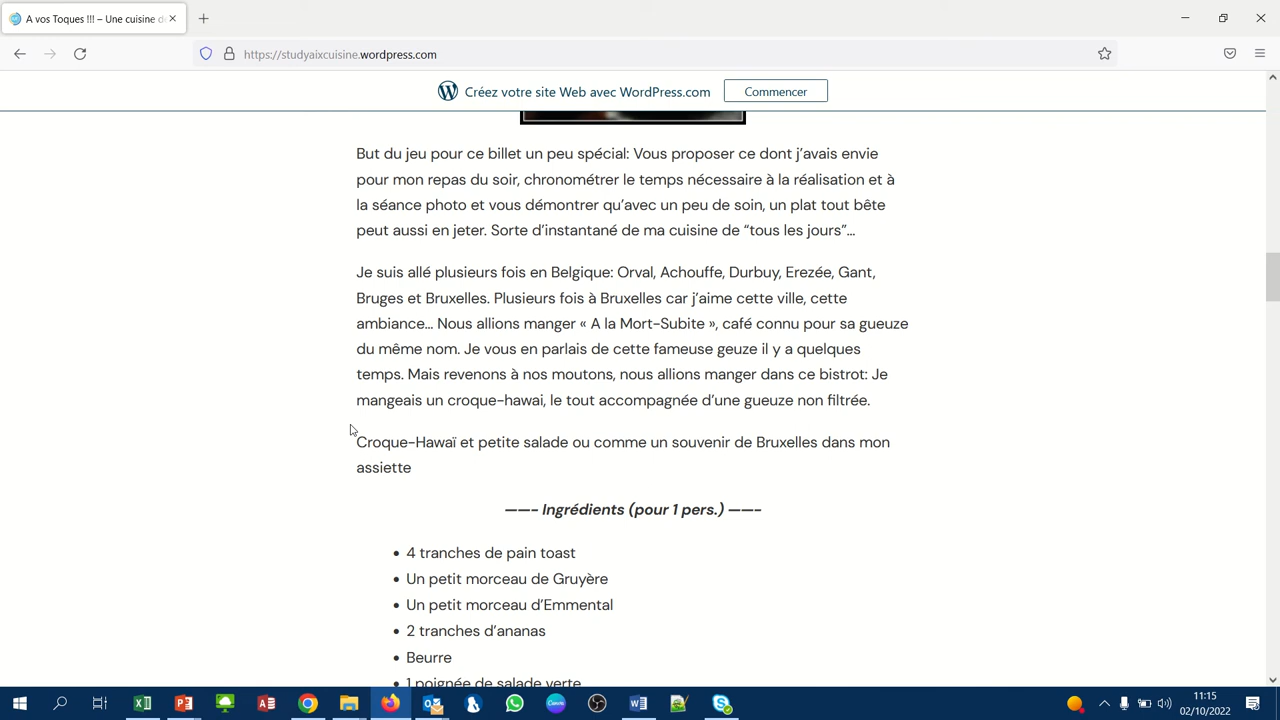 A vos Toques !!! – Une cuisine de
https://studyaixcuisine.wordpress.com
Créez votre site Web avec WordPress.com
Commencer
But du jeu pour ce billet un peu spécial: Vous proposer ce dont j’avais envie
pour mon repas du soir, chronométrer le temps nécessaire à la réalisation et à
la séance photo et vous démontrer qu’avec un peu de soin, un plat tout bête
peut aussi en jeter. Sorte d’instantané de ma cuisine de “tous les jours”…
Je suis allé plusieurs fois en Belgique: Orval, Achouffe, Durbuy, Erezée, Gant,
Bruges et Bruxelles. Plusieurs fois à Bruxelles car j’aime cette ville, cette
ambiance… Nous allions manger « A la Mort-Subite », café connu pour sa gueuze
du même nom. Je vous en parlais de cette fameuse geuze il y a quelques
temps. Mais revenons à nos moutons, nous allions manger dans ce bistrot: Je
mangeais un croque-hawai, le tout accompagnée d’une gueuze non filtrée.
Croque-Hawaï et petite salade ou comme un souvenir de Bruxelles dans mon
assiette
——- Ingrédients (pour 1 pers.) ——-
• 4 tranches de pain toast
• Un petit morceau de Gruyère
• Un petit morceau d’Emmental
• 2 tranches d’ananas
• Beurre
• 1 poignée de salade verte
11:15
02/10/2022